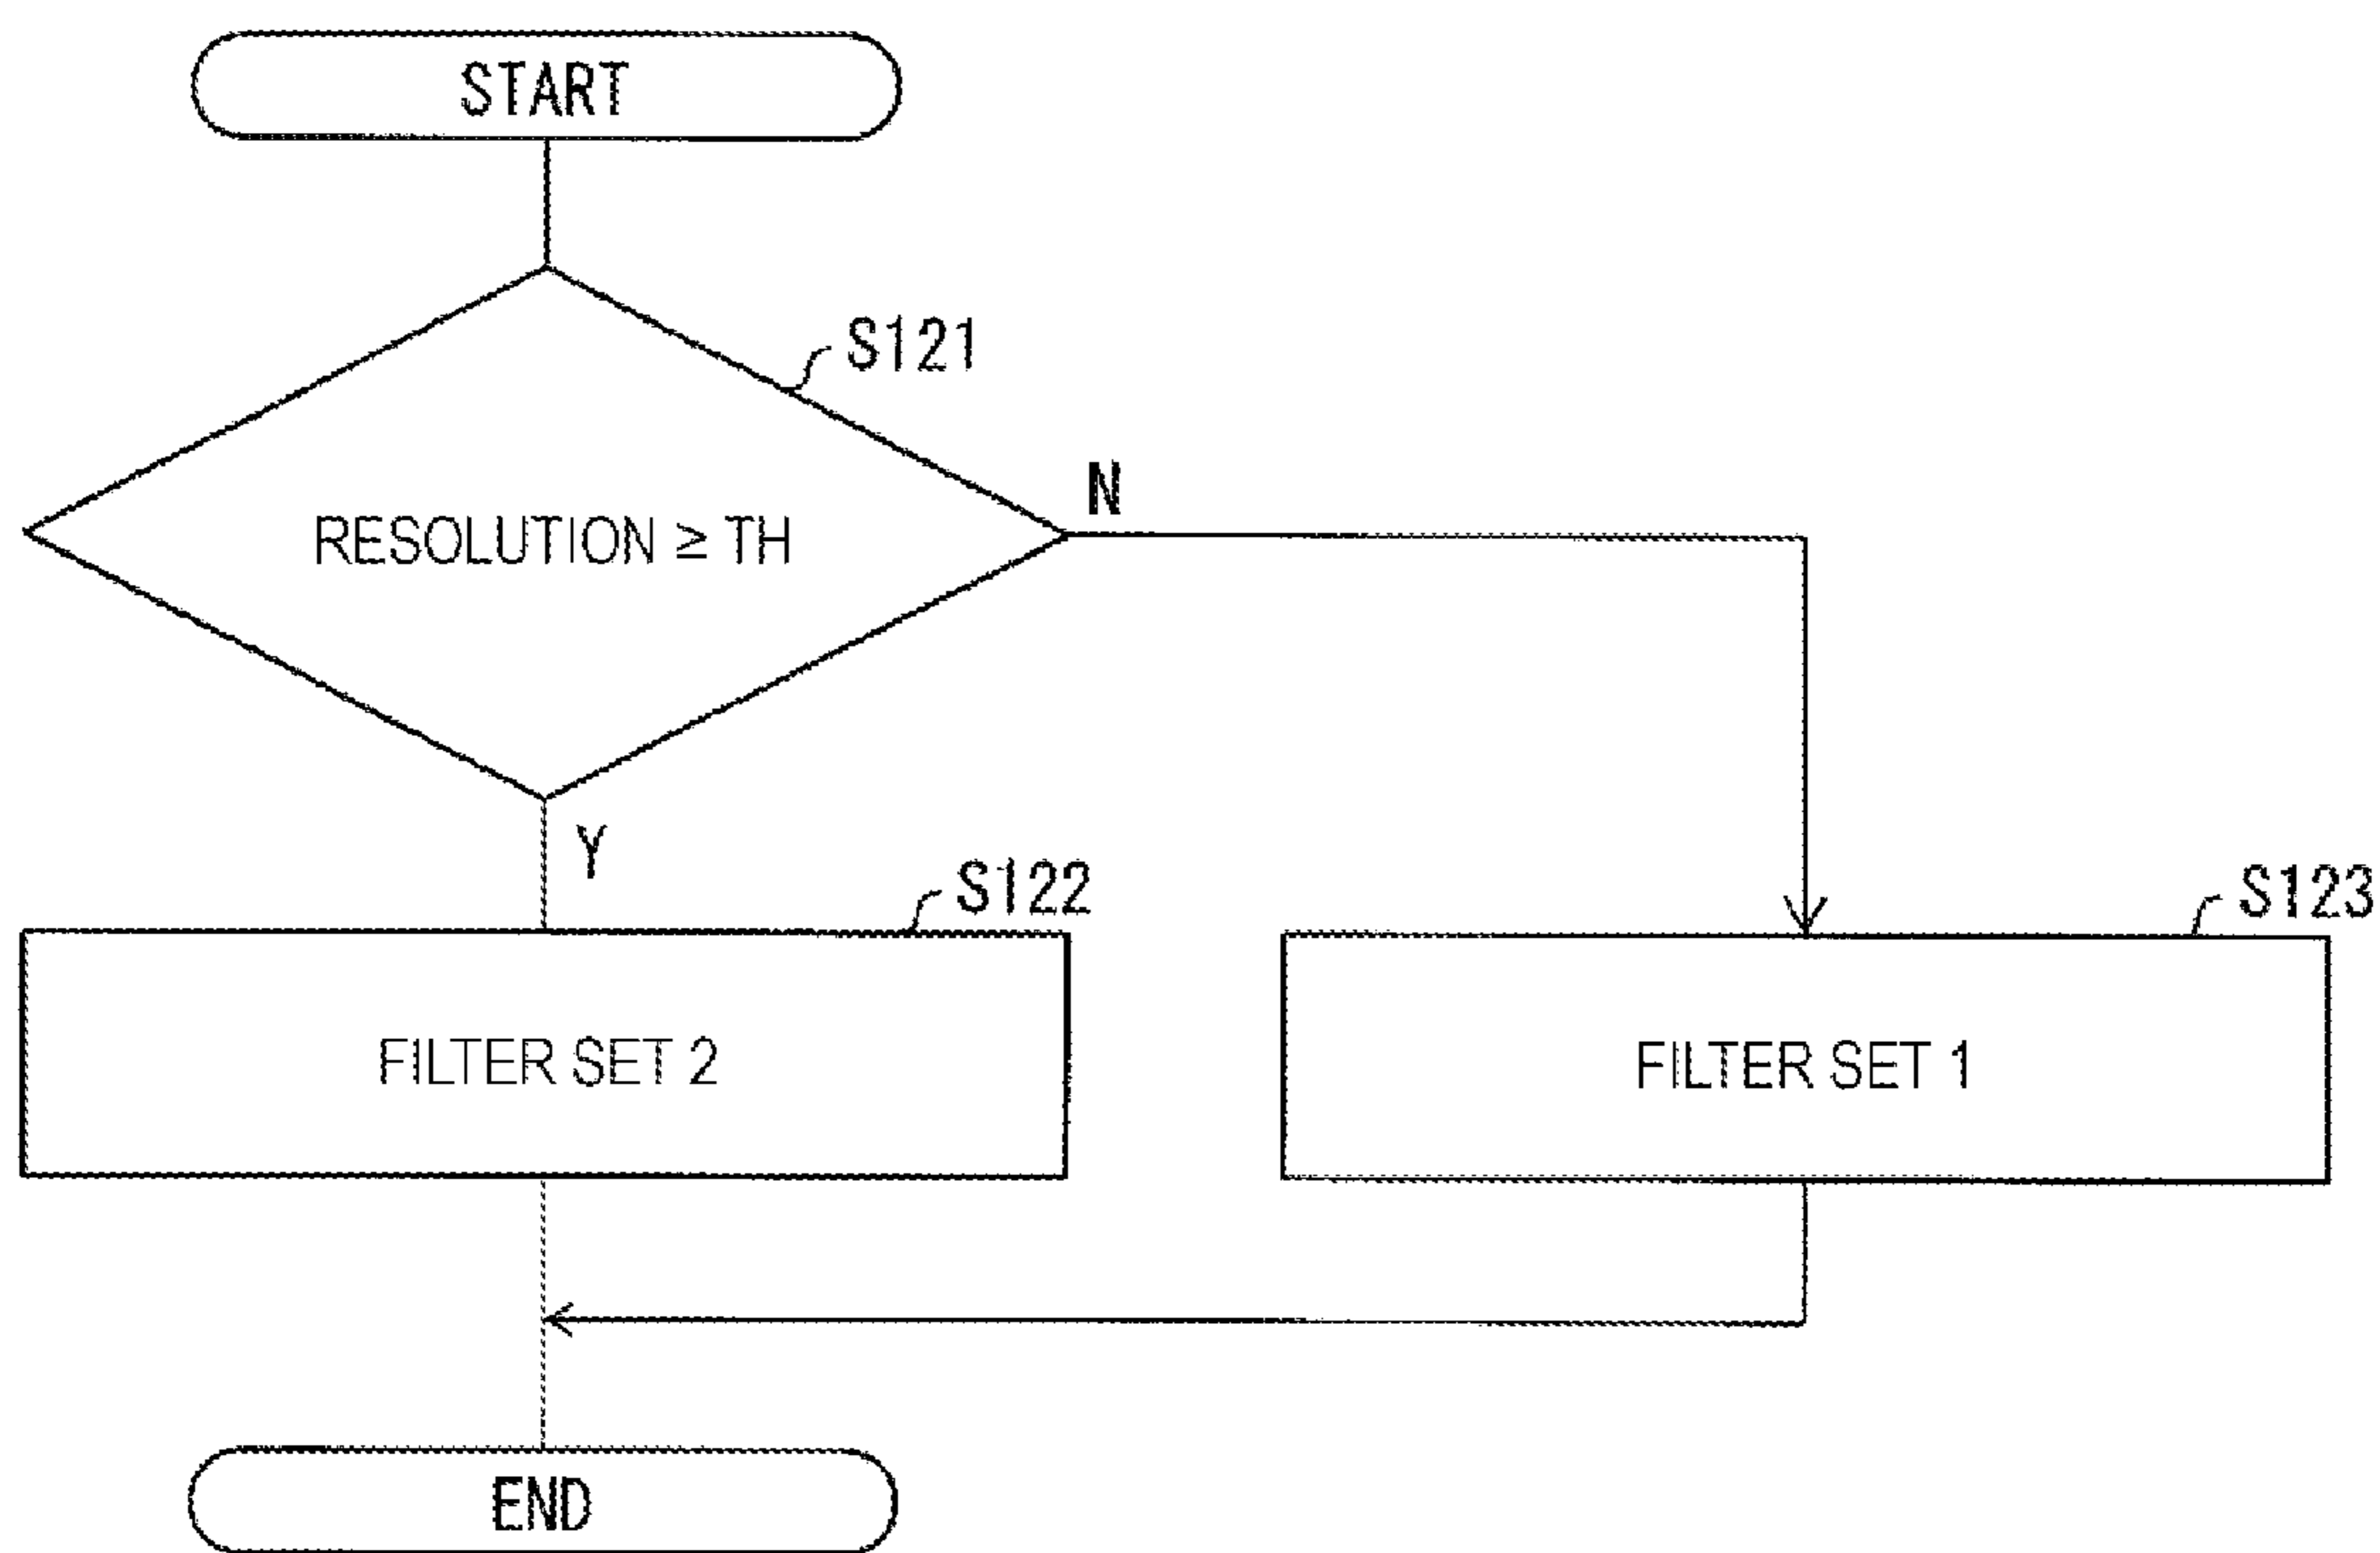 START
S121
N
RESOLUTION ≥ TH
Y
S122
S123
FILTER SET 2
FILTER SET 1
END